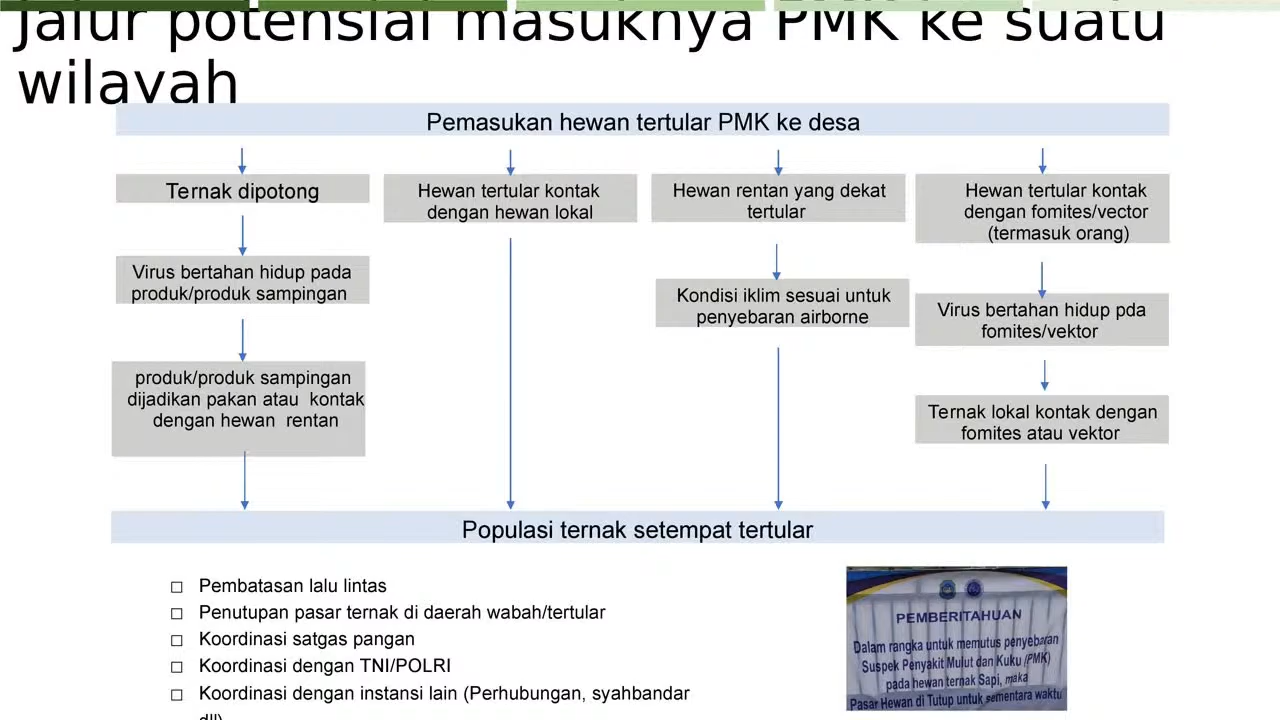 Jalur potensial masuknya PMK ke suatu
wilayah
Pemasukan hewan tertular PMK ke desa
Ternak dipotong
Virus bertahan hidup pada
produk/produk sampingan
produk/produk sampingan
dijadikan pakan atau kontak
dengan hewan rentan
Hewan tertular kontak
dengan hewan lokal
Hewan rentan yang dekat
tertular
Kondisi iklim sesuai untuk
penyebaran airborne
Hewan tertular kontak
dengan fomites/vector
(termasuk orang)
Virus bertahan hidup pda
fomites/vektor
Ternak lokal kontak dengan
fomites atau vektor
Populasi ternak setempat tertular
Pembatasan lalu lintas
Penutupan pasar ternak di daerah wabah/tertular
Koordinasi satgas pangan
Koordinasi dengan TNI/POLRI
Koordinasi dengan instansi lain (Perhubungan, syahbandar
dll)
PEMBERITAHUAN
Dalam rangka untuk memutus penyebaran
Suspek Penyakit Mulut dan Kuku (PMK)
pada hewan ternak Sapi, maka
Pasar Hewan di Tutup untuk sementara waktu